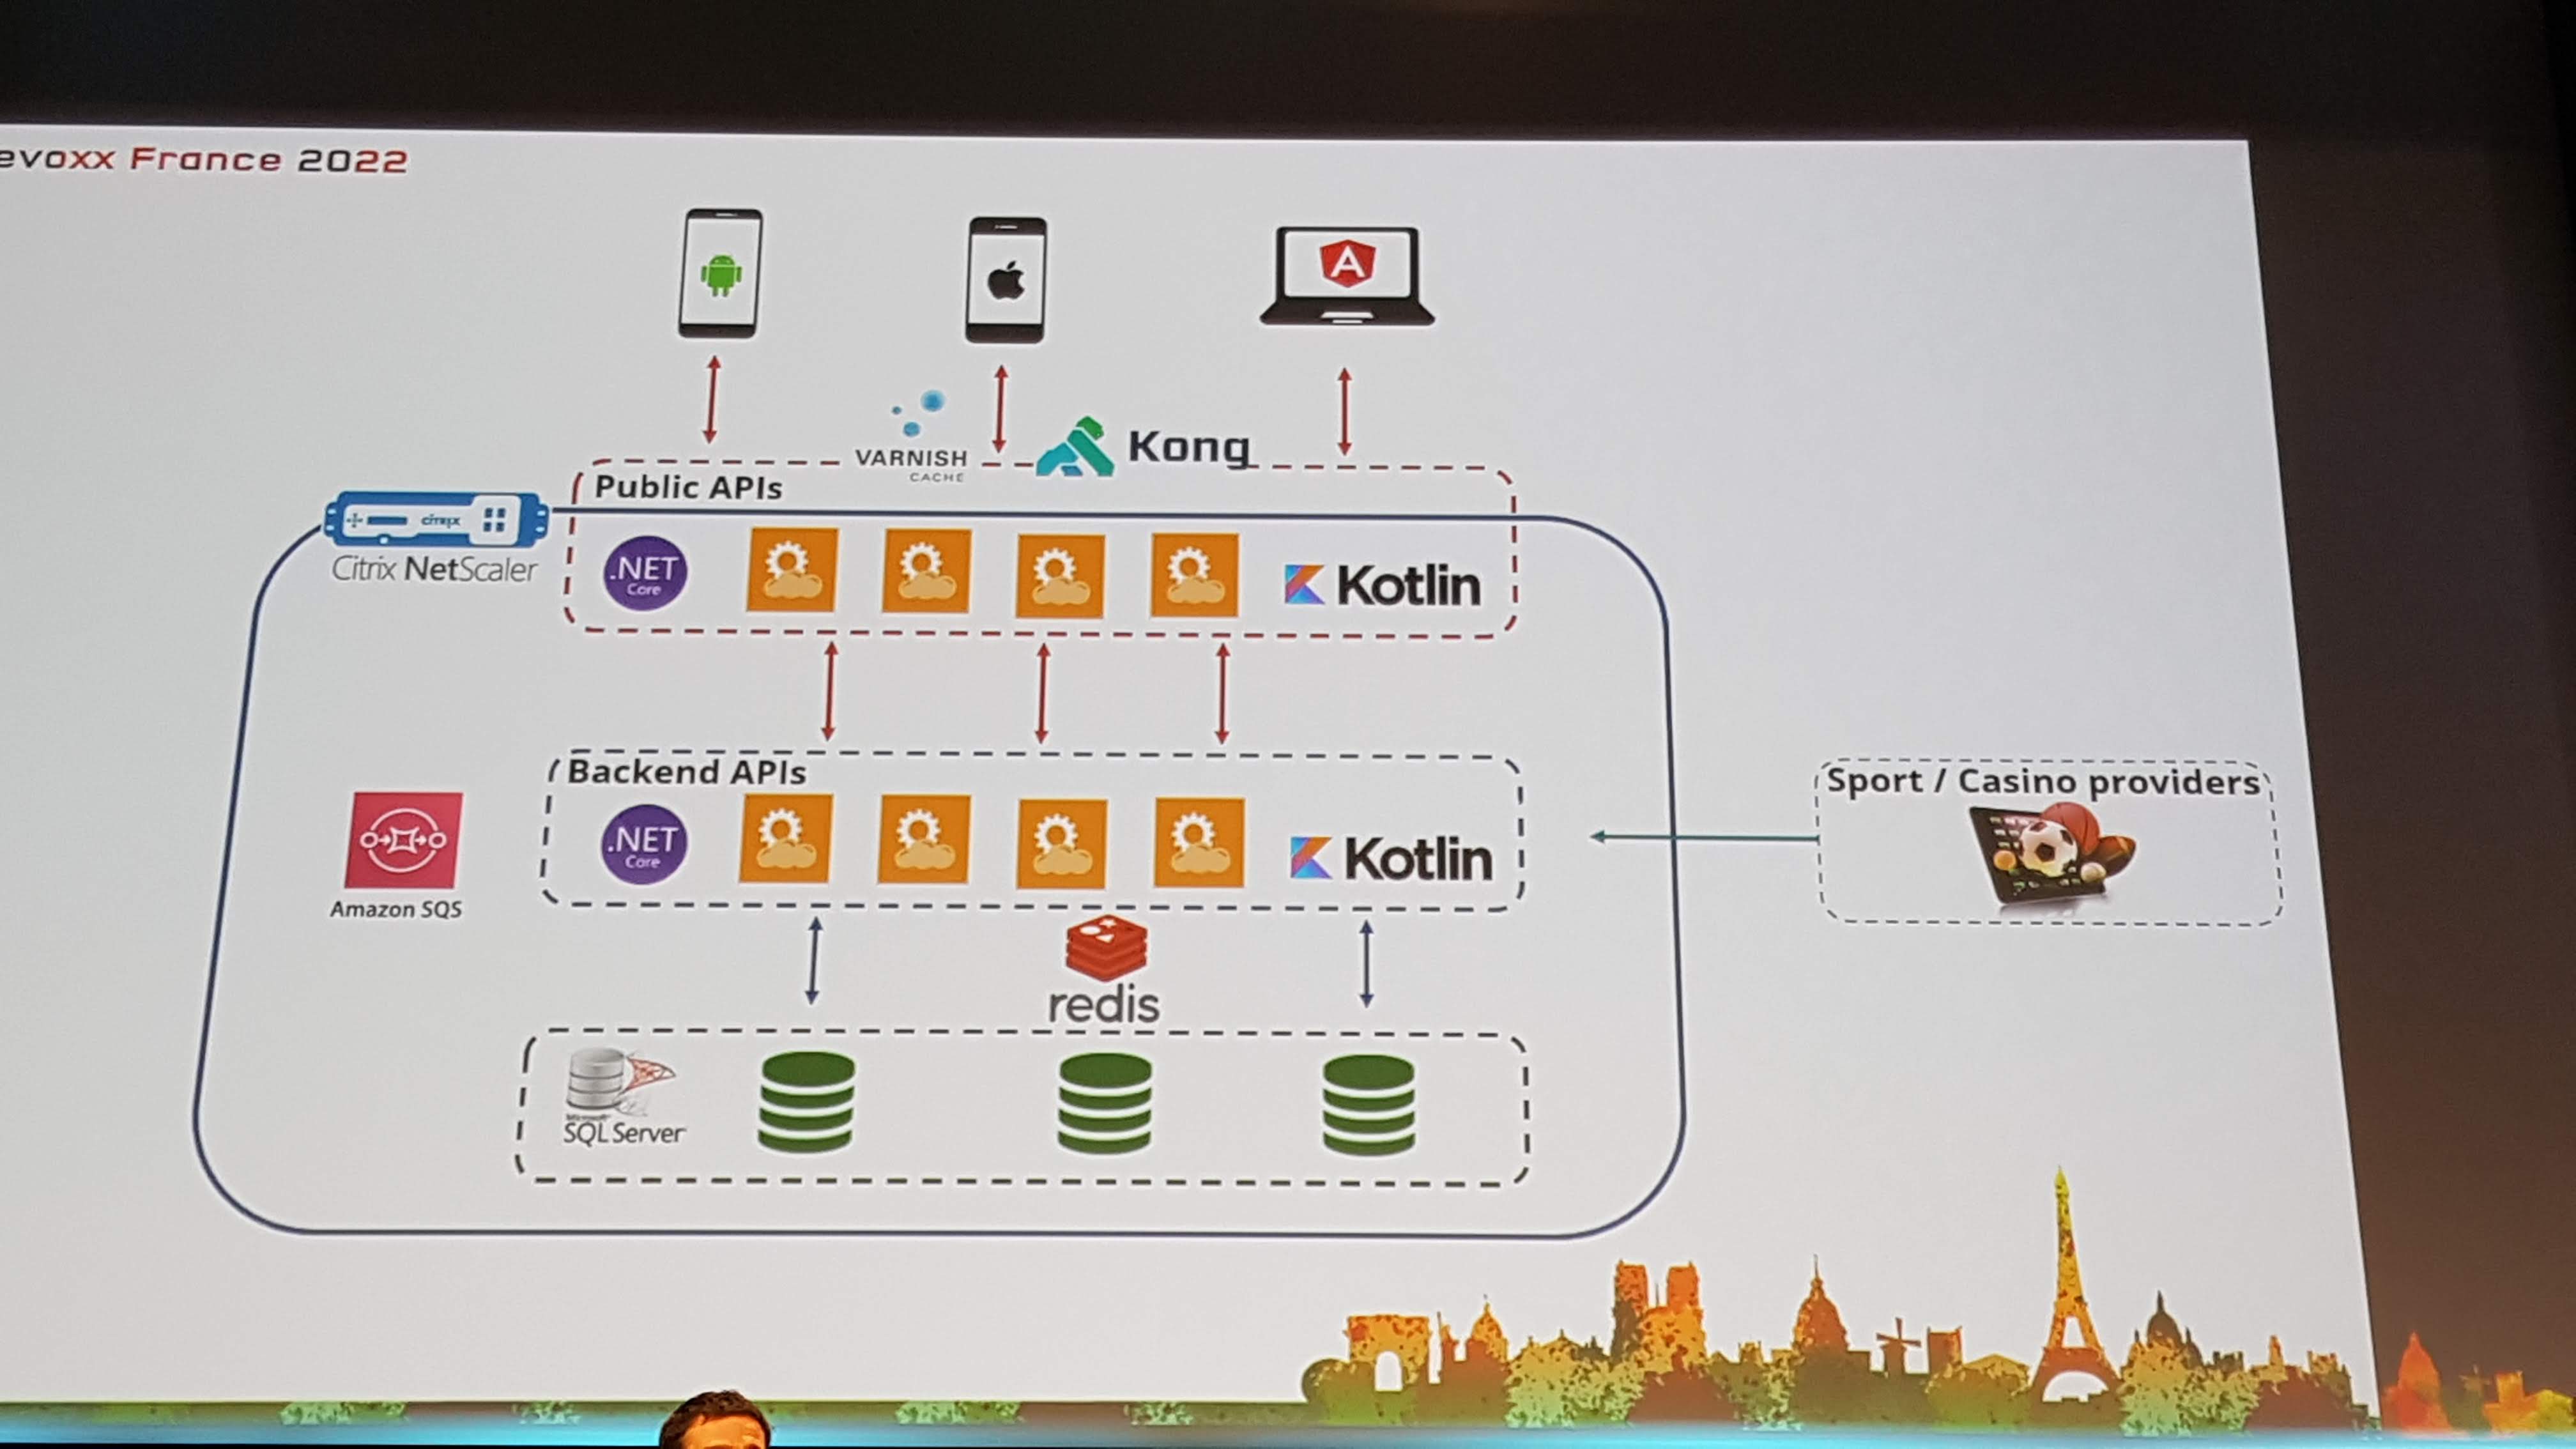 evoxx France 2022
VARNISH
CACHE
Kong
Public APIs
CITRIX
Citrix NetScaler
.NET
Core
Kotlin
Backend APIs
.NET
Core
Kotlin
Amazon SQS
Sport / Casino providers
redis
Microsoft
SQL Server